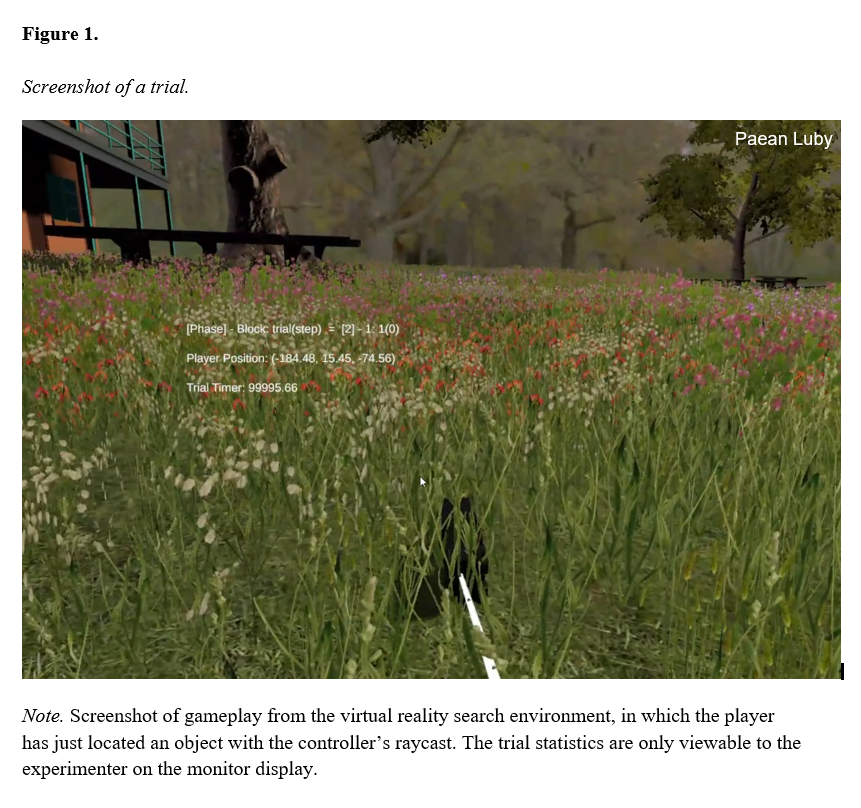 Figure 1.
Screenshot of a trial.
Paean Luby
[Phase] - Block: trial(step) = [2] - 1: 1(0)
Player Position: (-184.48, 15.45, -74.56)
Trial Timer: 99995.66
Note. Screenshot of gameplay from the virtual reality search environment, in which the player
has just located an object with the controller’s raycast. The trial statistics are only viewable to the
experimenter on the monitor display.